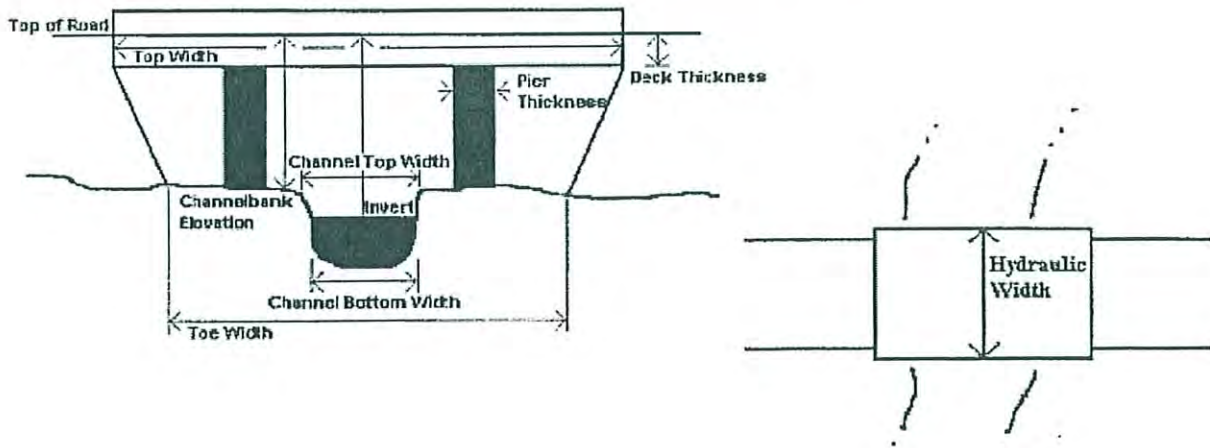 Top of Road
Top Width
Pier
Thickness
Deck Thickness
Channel Top Width
Channelbank
Elevation
Invert
Channel Bottom Width
Toe Width
Hydraulic
Width